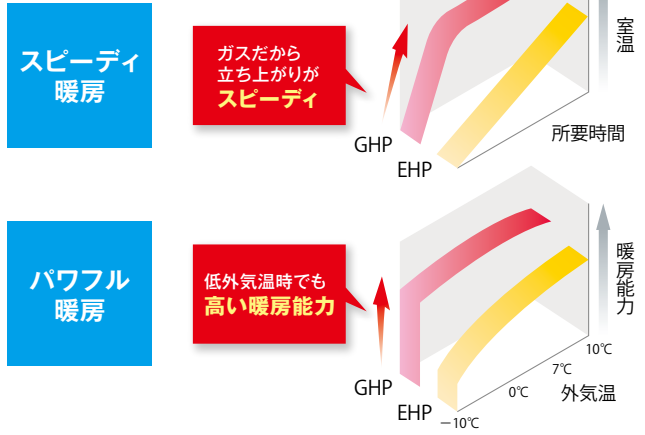 スピーディ
暖房
ガスだから
立ち上がりが
スピーディ
GHP
EHP
室温
所要時間
パワフル
暖房
低外気温時でも
高い暖房能力
GHP
EHP
暖房能力
10℃
7℃
0℃
－10℃
外気温